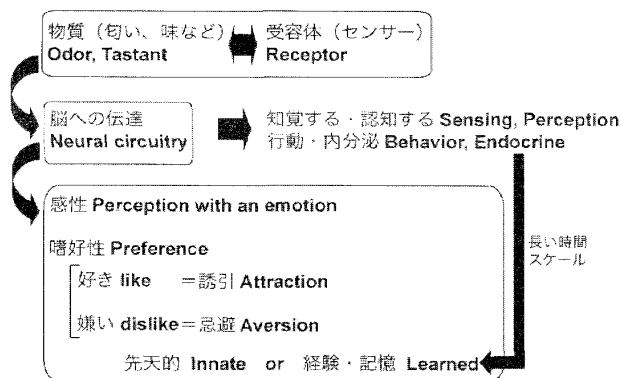 物質（匂い、味など） 受容体（センサー）
Odor, Tastant Receptor
脳への伝達
Neural circuitry
知覚する・認知する Sensing, Perception
行動・内分泌 Behavior, Endocrine
感性 Perception with an emotion
嗜好性 Preference
好き like ＝誘引 Attraction
嫌い dislike＝忌避 Aversion
先天的 Innate or 経験・記憶 Learned
長い時間
スケール